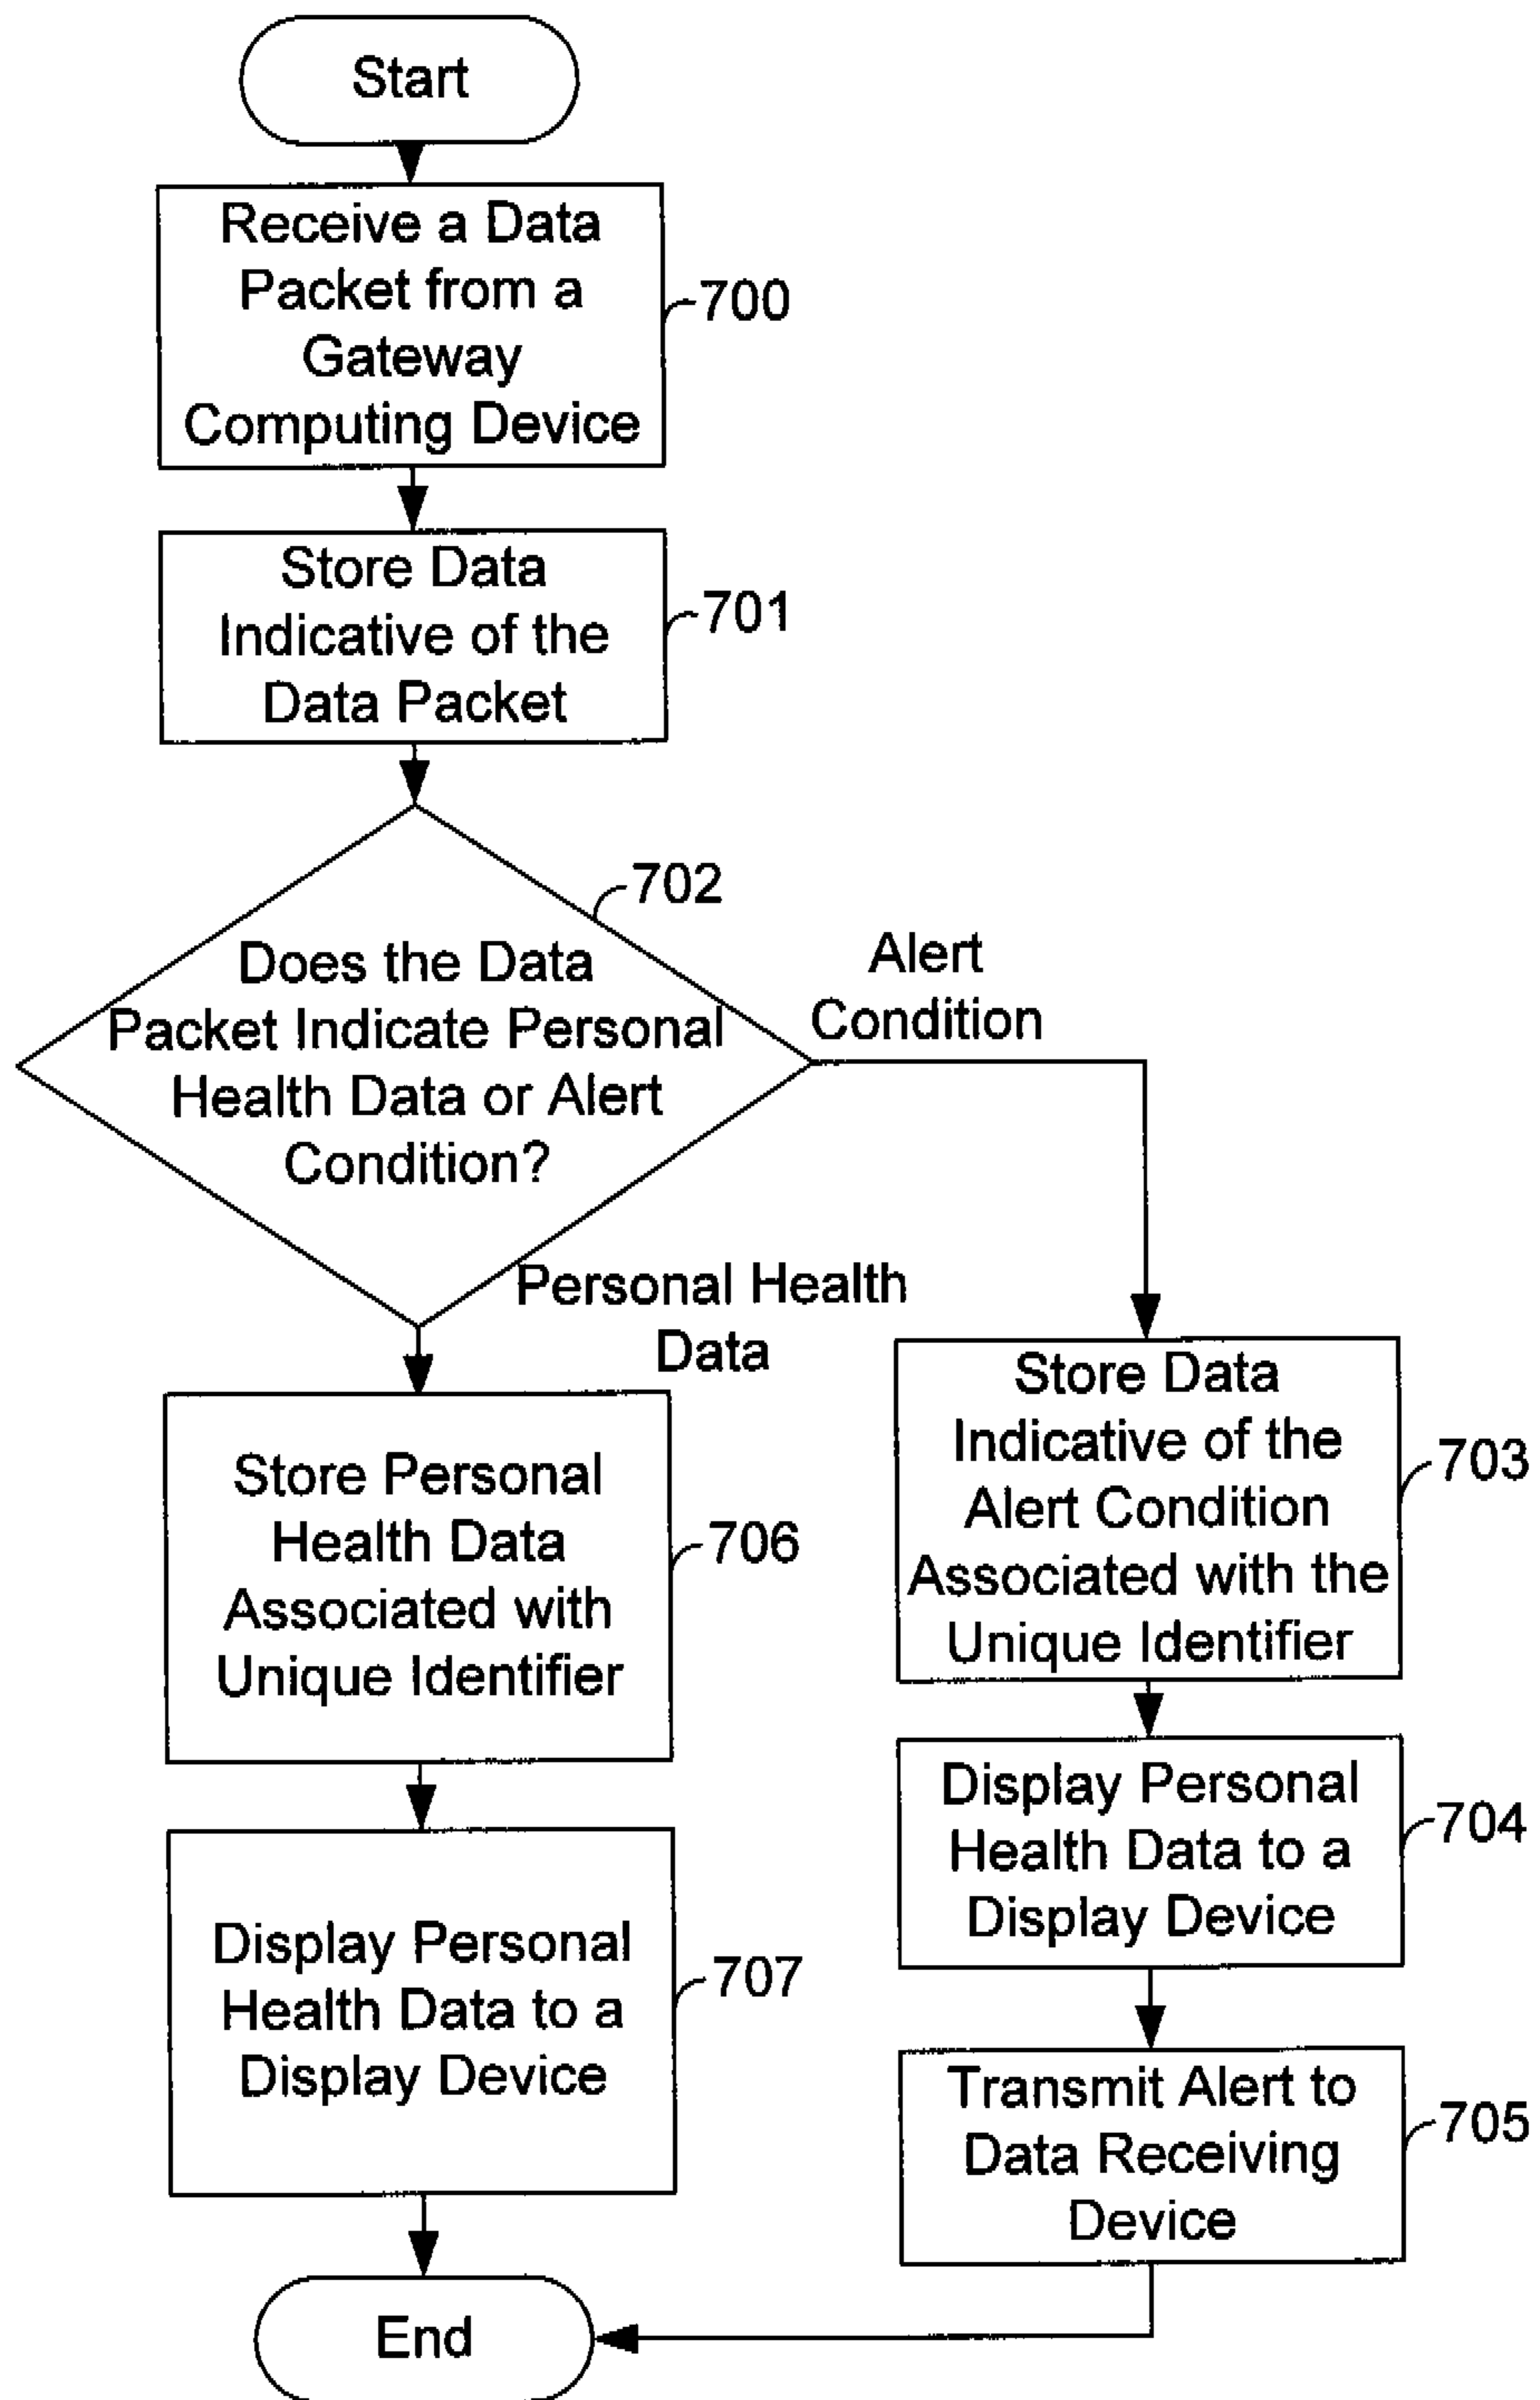 Start
Receive a Data
Packet from a
Gateway
Computing Device
700
Store Data
Indicative of the
Data Packet
701
702
Does the Data
Packet Indicate Personal
Health Data or Alert
Condition?
Alert
Condition
Personal Health
Data
Store Personal
Health Data
Associated with
Unique Identifier
706
Display Personal
Health Data to a
Display Device
707
Store Data
Indicative of the
Alert Condition
Associated with the
Unique Identifier
703
Display Personal
Health Data to a
Display Device
704
Transmit Alert to
Data Receiving
Device
705
End